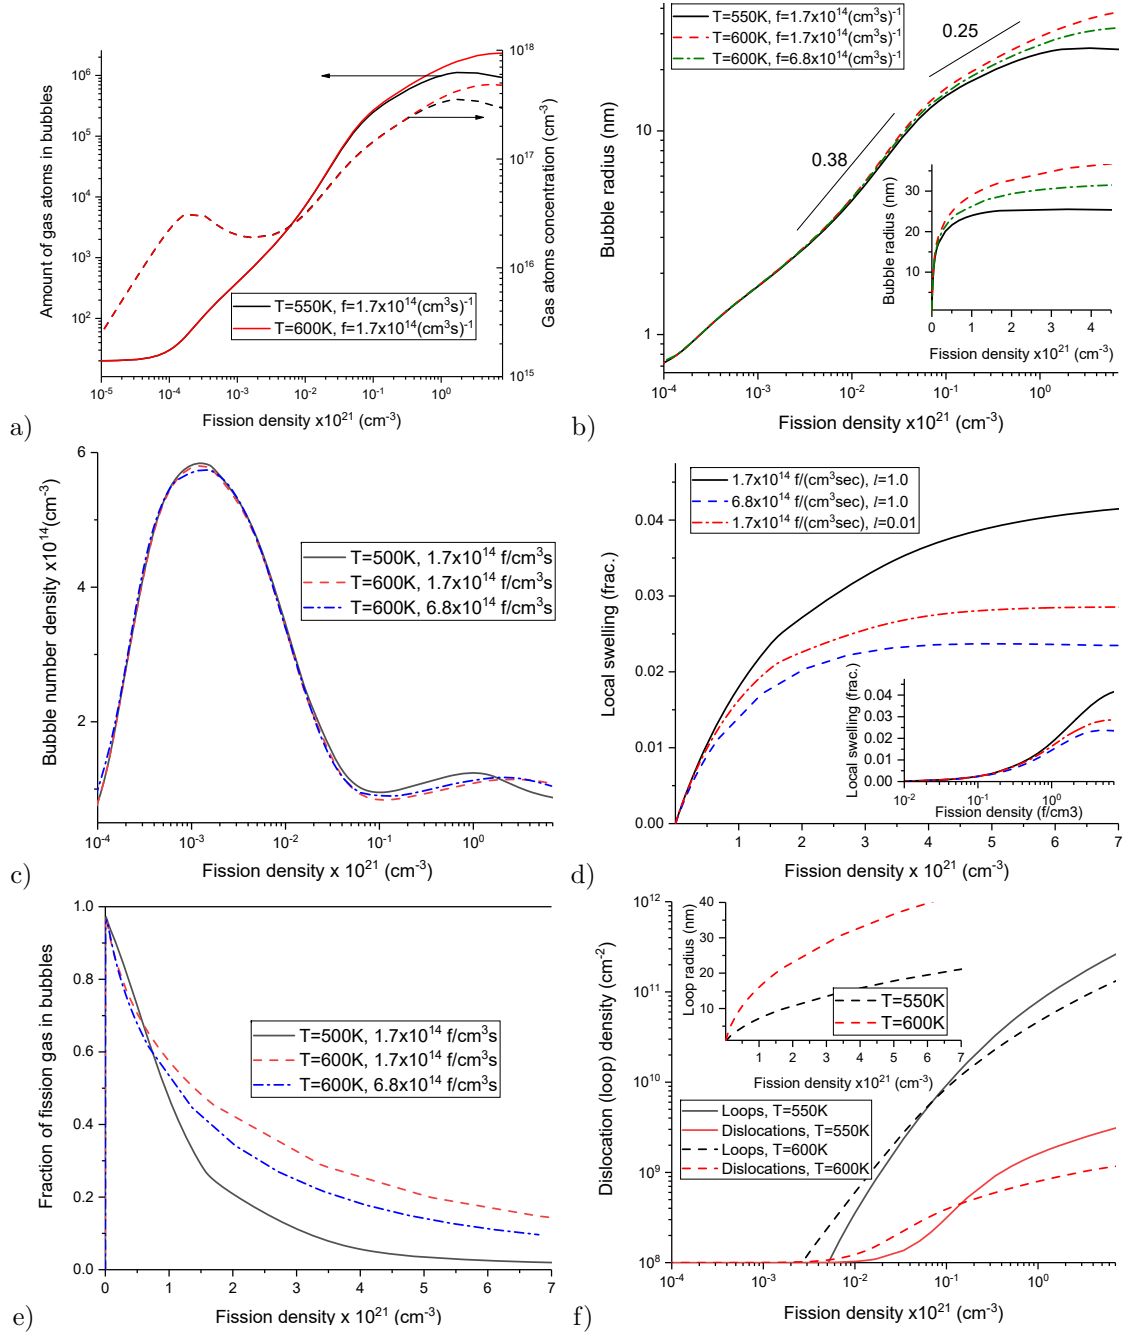 Amount of gas atoms in bubbles
10^6
10^5
10^4
10^3
10^2
10^18
10^17
10^16
10^15
Gas atoms concentration (cm^-3)
T=550K, f=1.7x10^14(cm^3s)^-1
T=600K, f=1.7x10^14(cm^3s)^-1
10^-5 10^-4 10^-3 10^-2 10^-1 10^0
Fission density x10^21 (cm^-3)
a)
T=550K, f=1.7x10^14(cm^3s)^-1
T=600K, f=1.7x10^14(cm^3s)^-1
T=600K, f=6.8x10^14(cm^3s)^-1
0.25
0.38
Bubble radius (nm)
10
1
Bubble radius (nm)
30
20
10
0 1 2 3 4
Fission density x10^21 (cm^-3)
10^-4 10^-3 10^-2 10^-1 10^0
Fission density x10^21 (cm^-3)
b)
Bubble number density x10^14(cm^-3)
6
4
2
T=500K, 1.7x10^14 f/cm^3s
T=600K, 1.7x10^14 f/cm^3s
T=600K, 6.8x10^14 f/cm^3s
10^-4 10^-3 10^-2 10^-1 10^0
Fission density x 10^21 (cm^-3)
c)
1.7x10^14 f/(cm^3sec), l=1.0
6.8x10^14 f/(cm^3sec), l=1.0
1.7x10^14 f/(cm^3sec), l=0.01
Local swelling (frac.)
0.04
0.03
0.02
0.01
0.00
Local swelling (frac.)
0.04
0.03
0.02
0.01
0.00
10^-2 10^-1 10^0
Fission density (f/cm3)
1 2 3 4 5 6 7
Fission density x 10^21 (cm^-3)
d)
Fraction of fission gas in bubbles
1.0
0.8
0.6
0.4
0.2
0.0
T=500K, 1.7x10^14 f/cm^3s
T=600K, 1.7x10^14 f/cm^3s
T=600K, 6.8x10^14 f/cm^3s
0 1 2 3 4 5 6 7
Fission density x 10^21 (cm^-3)
e)
Dislocation (loop) density (cm^-2)
10^12
10^11
10^10
10^9
10^8
Loop radius (nm)
40
30
20
10
T=550K
T=600K
1 2 3 4 5 6 7
Fission density x10^21 (cm^-3)
Loops, T=550K
Dislocations, T=550K
Loops, T=600K
Dislocations, T=600K
10^-4 10^-3 10^-2 10^-1 10^0
Fission density x10^21 (cm^-3)
f)